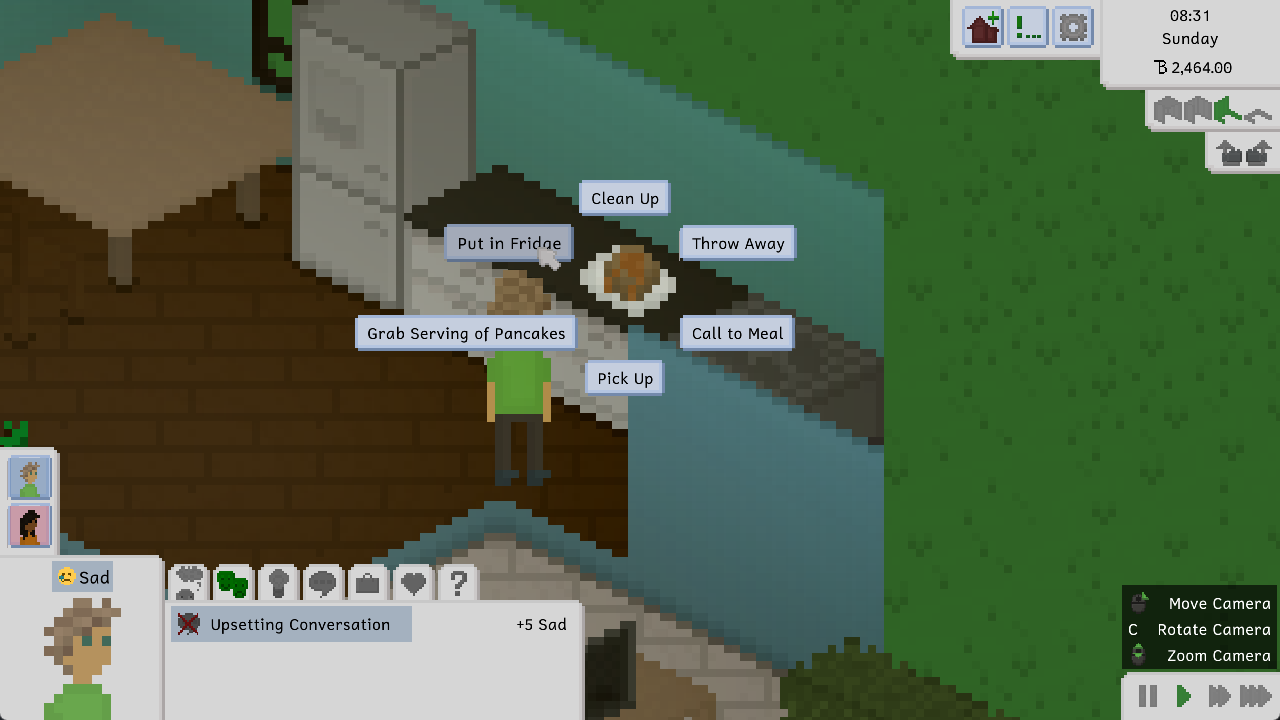 08:31
Sunday
2,464.00
Clean Up
Put in Fridge
Throw Away
Grab Serving of Pancakes
Call to Meal
Pick Up
Sad
Upsetting Conversation
+5 Sad
Move Camera
C Rotate Camera
Zoom Camera